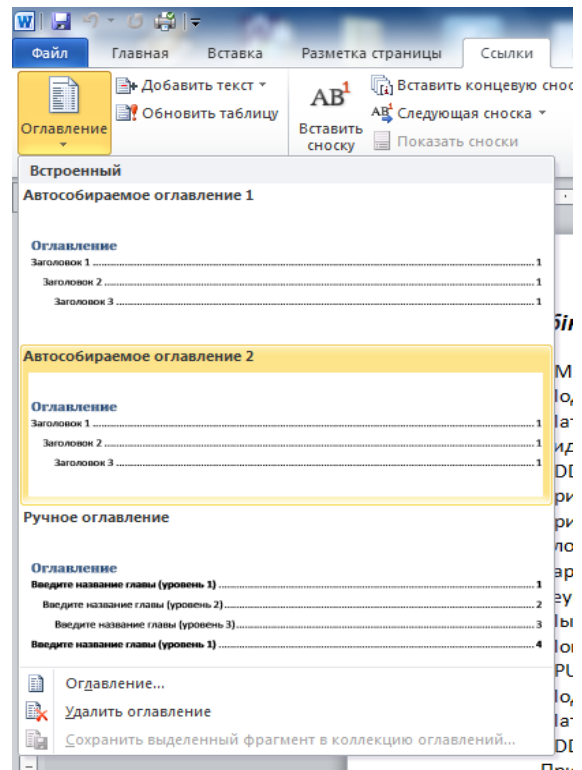 Файл Главная Вставка Разметка страницы Ссылки
Оглавление
Добавить текст
Обновить таблицу
АВ¹
Вставить сноску
Вставить концевую снос
Следующая сноска
Показать сноски
Встроенный
Автособираемое оглавление 1
Оглавление
Заголовок 1 ... 1
Заголовок 2 ... 1
Заголовок 3 ... 1
Автособираемое оглавление 2
Оглавление
Заголовок 1 ... 1
Заголовок 2 ... 1
Заголовок 3 ... 1
Ручное оглавление
Оглавление
Введите название главы (уровень 1) ... 1
Введите название главы (уровень 2) ... 2
Введите название главы (уровень 3) ... 3
Введите название главы (уровень 1) ... 4
Оглавление...
Удалить оглавление
Сохранить выделенный фрагмент в коллекцию оглавлений...